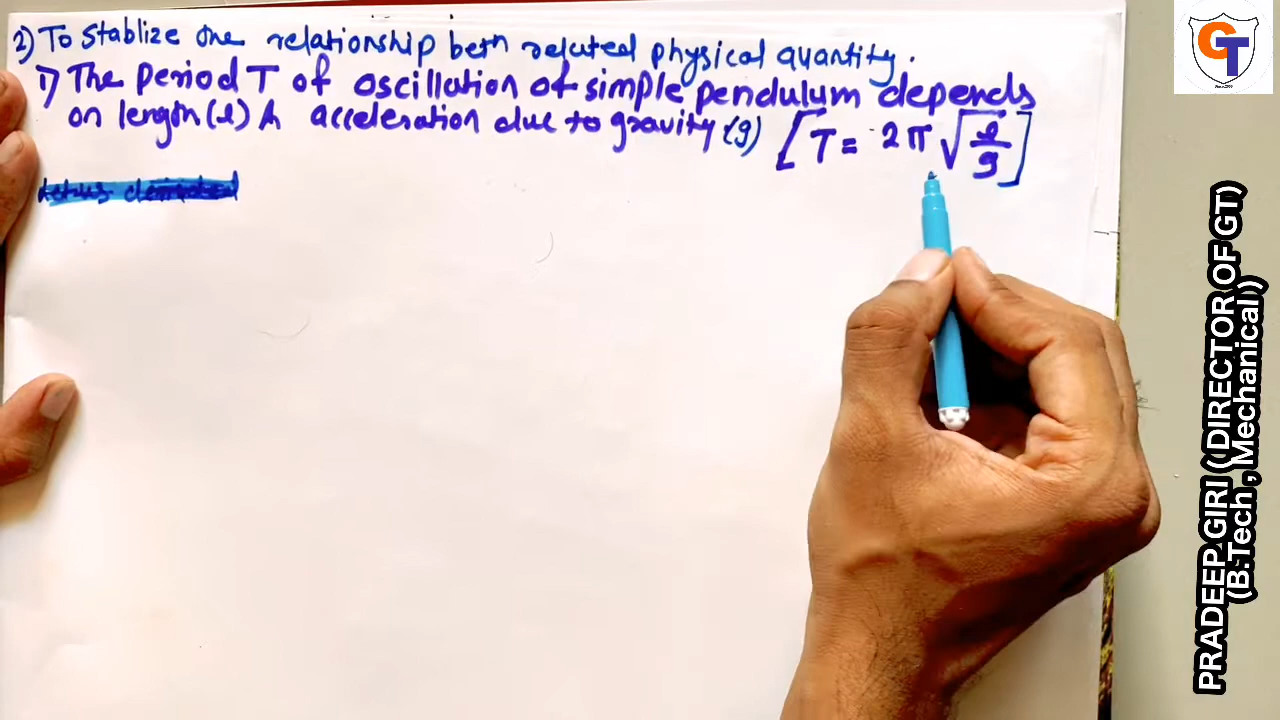 2) To stablize the relationship betn related physical quantity.
1) The period T of oscillation of simple pendulum depends
on length (l) & acceleration due to gravity (g) [T = 2π √l/g]
GT
PRADEEP GIRI ( DIRECTOR OF GT)
(B.Tech , Mechanical )